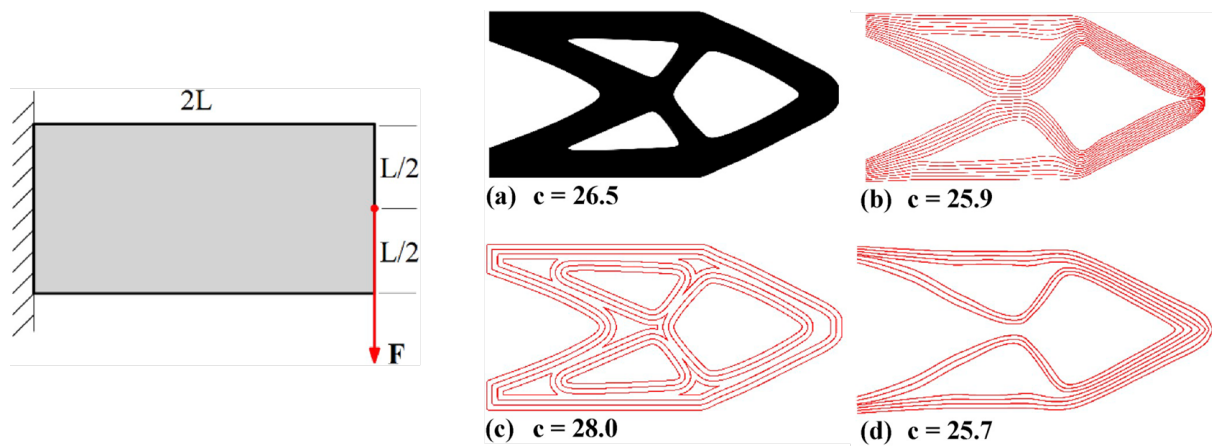 2L
L/2
L/2
F
(a) c = 26.5
(b) c = 25.9
(c) c = 28.0
(d) c = 25.7